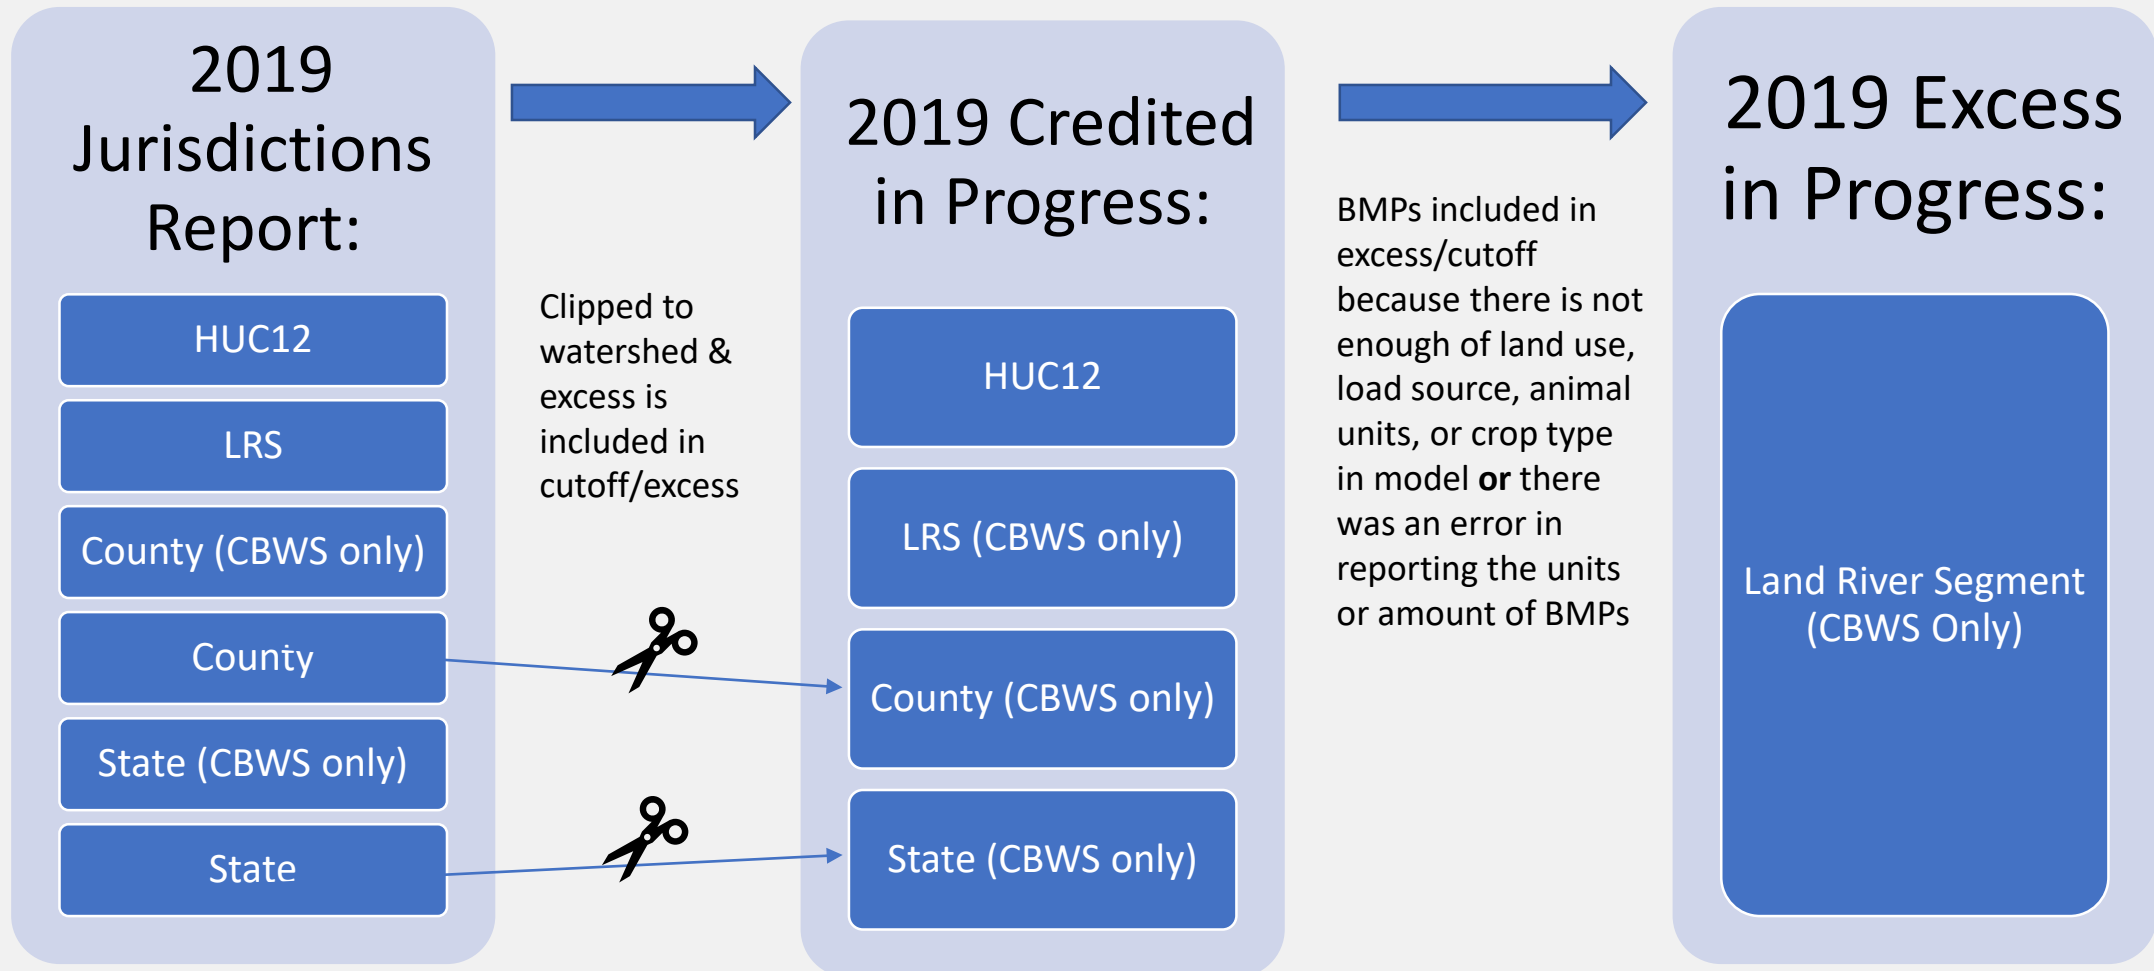 2019
Jurisdictions
Report:
HUC12
LRS
County (CBWS only)
County
State (CBWS only)
State
Clipped to
watershed &
excess is
included in
cutoff/excess
2019 Credited
in Progress:
HUC12
LRS (CBWS only)
County (CBWS only)
State (CBWS only)
BMPs included in
excess/cutoff
because there is not
enough of land use,
load source, animal
units, or crop type
in model or there
was an error in
reporting the units
or amount of BMPs
2019 Excess
in Progress:
Land River Segment
(CBWS Only)